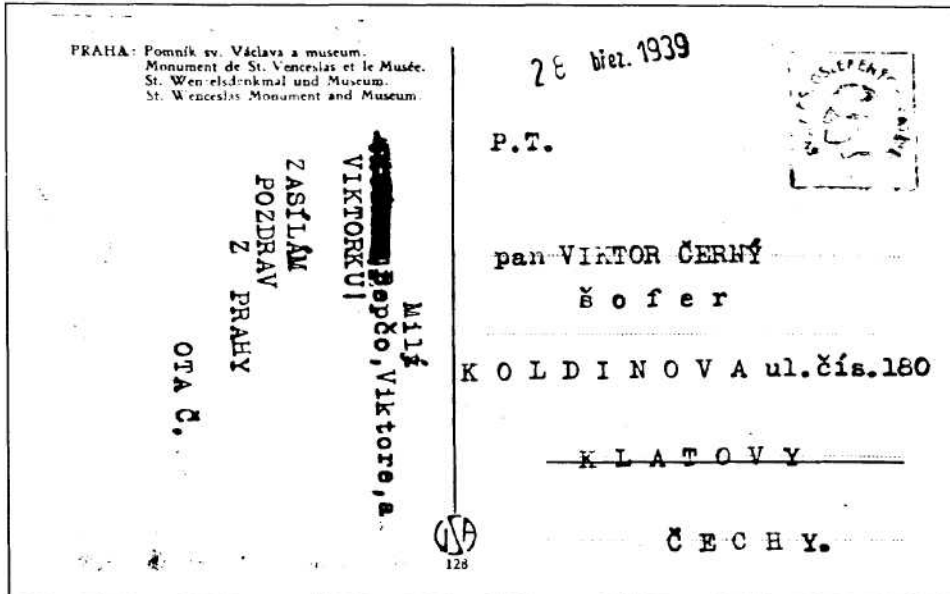 PRAHA: Pomník sv. Václava a museum.
Monument de St. Venceslas et le Musée.
St. Wenzelsdenkmal und Museum.
St. Wenceslas Monument and Museum.
Milý
Pepčo,Viktore,a
VIKTORKU!
ZASÍLÁM
POZDRAV
Z PRAHY
OTA Č.
28 břez. 1939
P.T.
pan VIKTOR ČERNÝ
š o f e r
K O L D I N O V A ul.čís.180
K L A T O V Y
Č E C H Y.
128